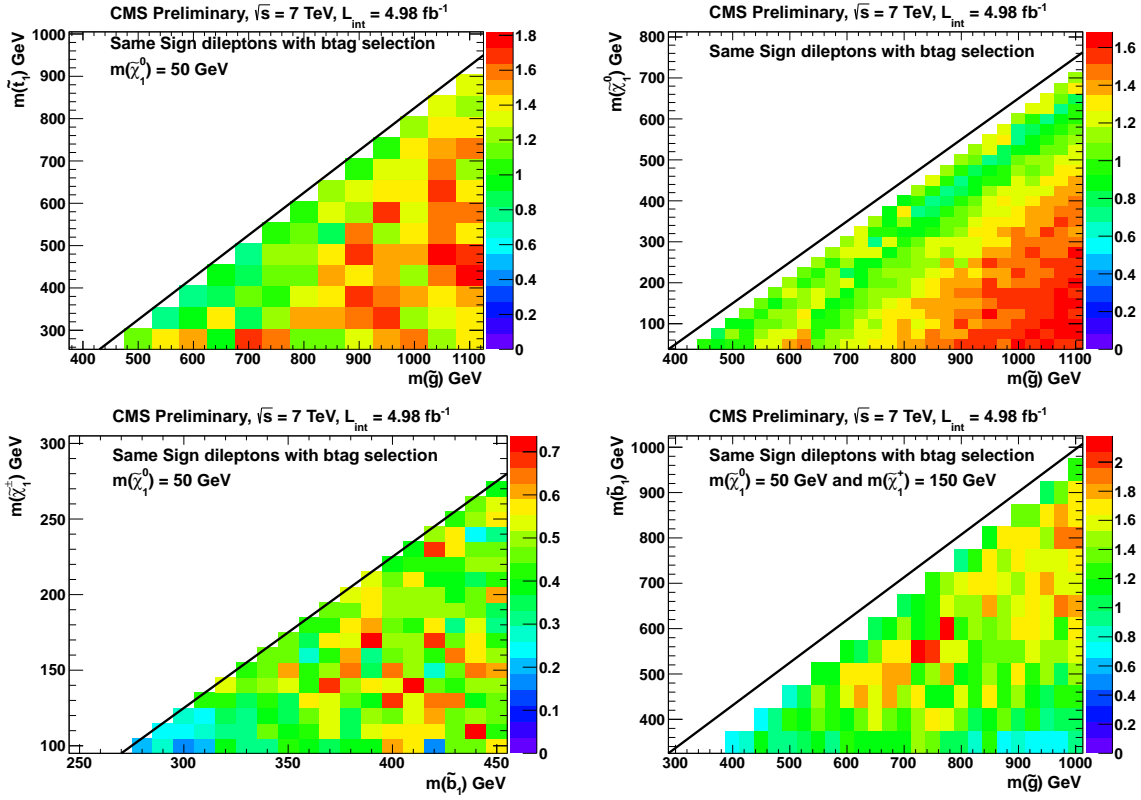 CMS Preliminary, √s = 7 TeV, L_int = 4.98 fb⁻¹
Same Sign dileptons with btag selection
m(χ̃₁⁰) = 50 GeV
m(t̃₁) GeV
1000
900
800
700
600
500
400
300
400 500 600 700 800 900 1000 1100
m(g̃) GeV
1.8
1.6
1.4
1.2
1
0.8
0.6
0.4
0.2
0
CMS Preliminary, √s = 7 TeV, L_int = 4.98 fb⁻¹
Same Sign dileptons with btag selection
m(χ̃₁⁰) GeV
800
700
600
500
400
300
200
100
400 500 600 700 800 900 1000 1100
m(g̃) GeV
1.6
1.4
1.2
1
0.8
0.6
0.4
0.2
0
CMS Preliminary, √s = 7 TeV, L_int = 4.98 fb⁻¹
Same Sign dileptons with btag selection
m(χ̃₁⁰) = 50 GeV
m(χ̃₁±) GeV
300
250
200
150
100
250 300 350 400 450
m(b̃₁) GeV
0.7
0.6
0.5
0.4
0.3
0.2
0.1
0
CMS Preliminary, √s = 7 TeV, L_int = 4.98 fb⁻¹
Same Sign dileptons with btag selection
m(χ̃₁⁰) = 50 GeV and m(χ̃₁⁺) = 150 GeV
m(b̃₁) GeV
1000
900
800
700
600
500
400
300 400 500 600 700 800 900 1000
m(g̃) GeV
2
1.8
1.6
1.4
1.2
1
0.8
0.6
0.4
0.2
0